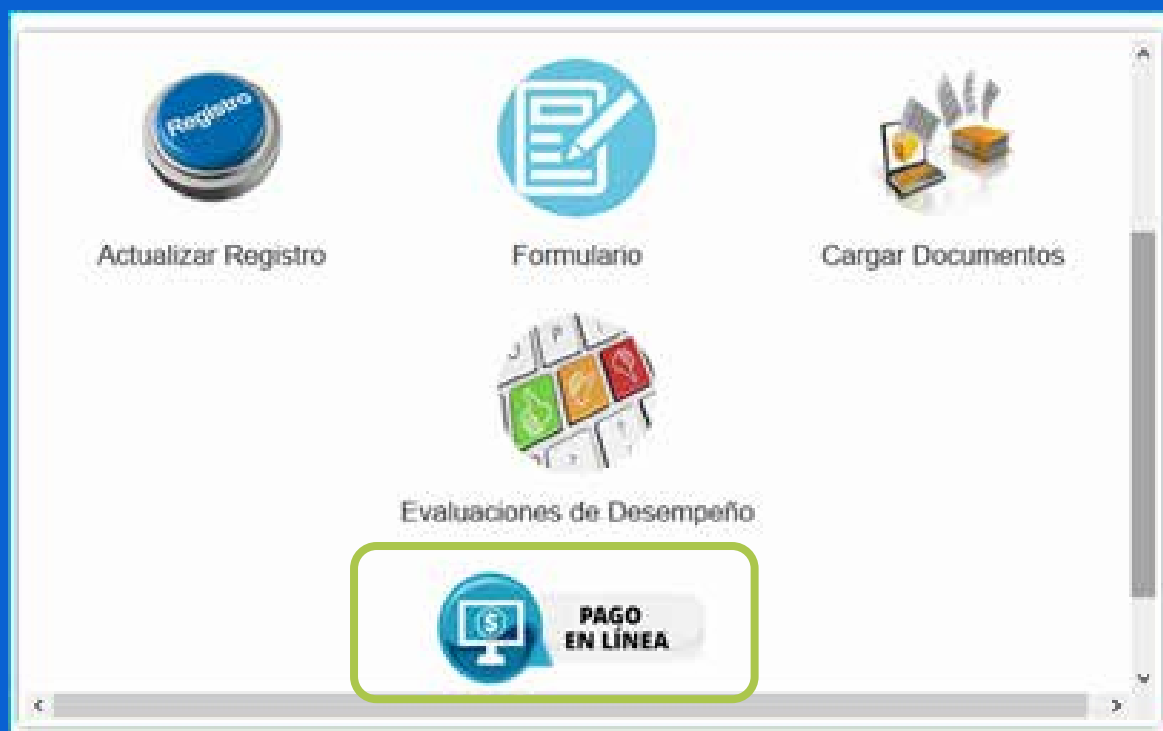 Registro
Actualizar Registro
Formulario
Cargar Documentos
Evaluaciones de Desempeño
PAGO
EN LÍNEA